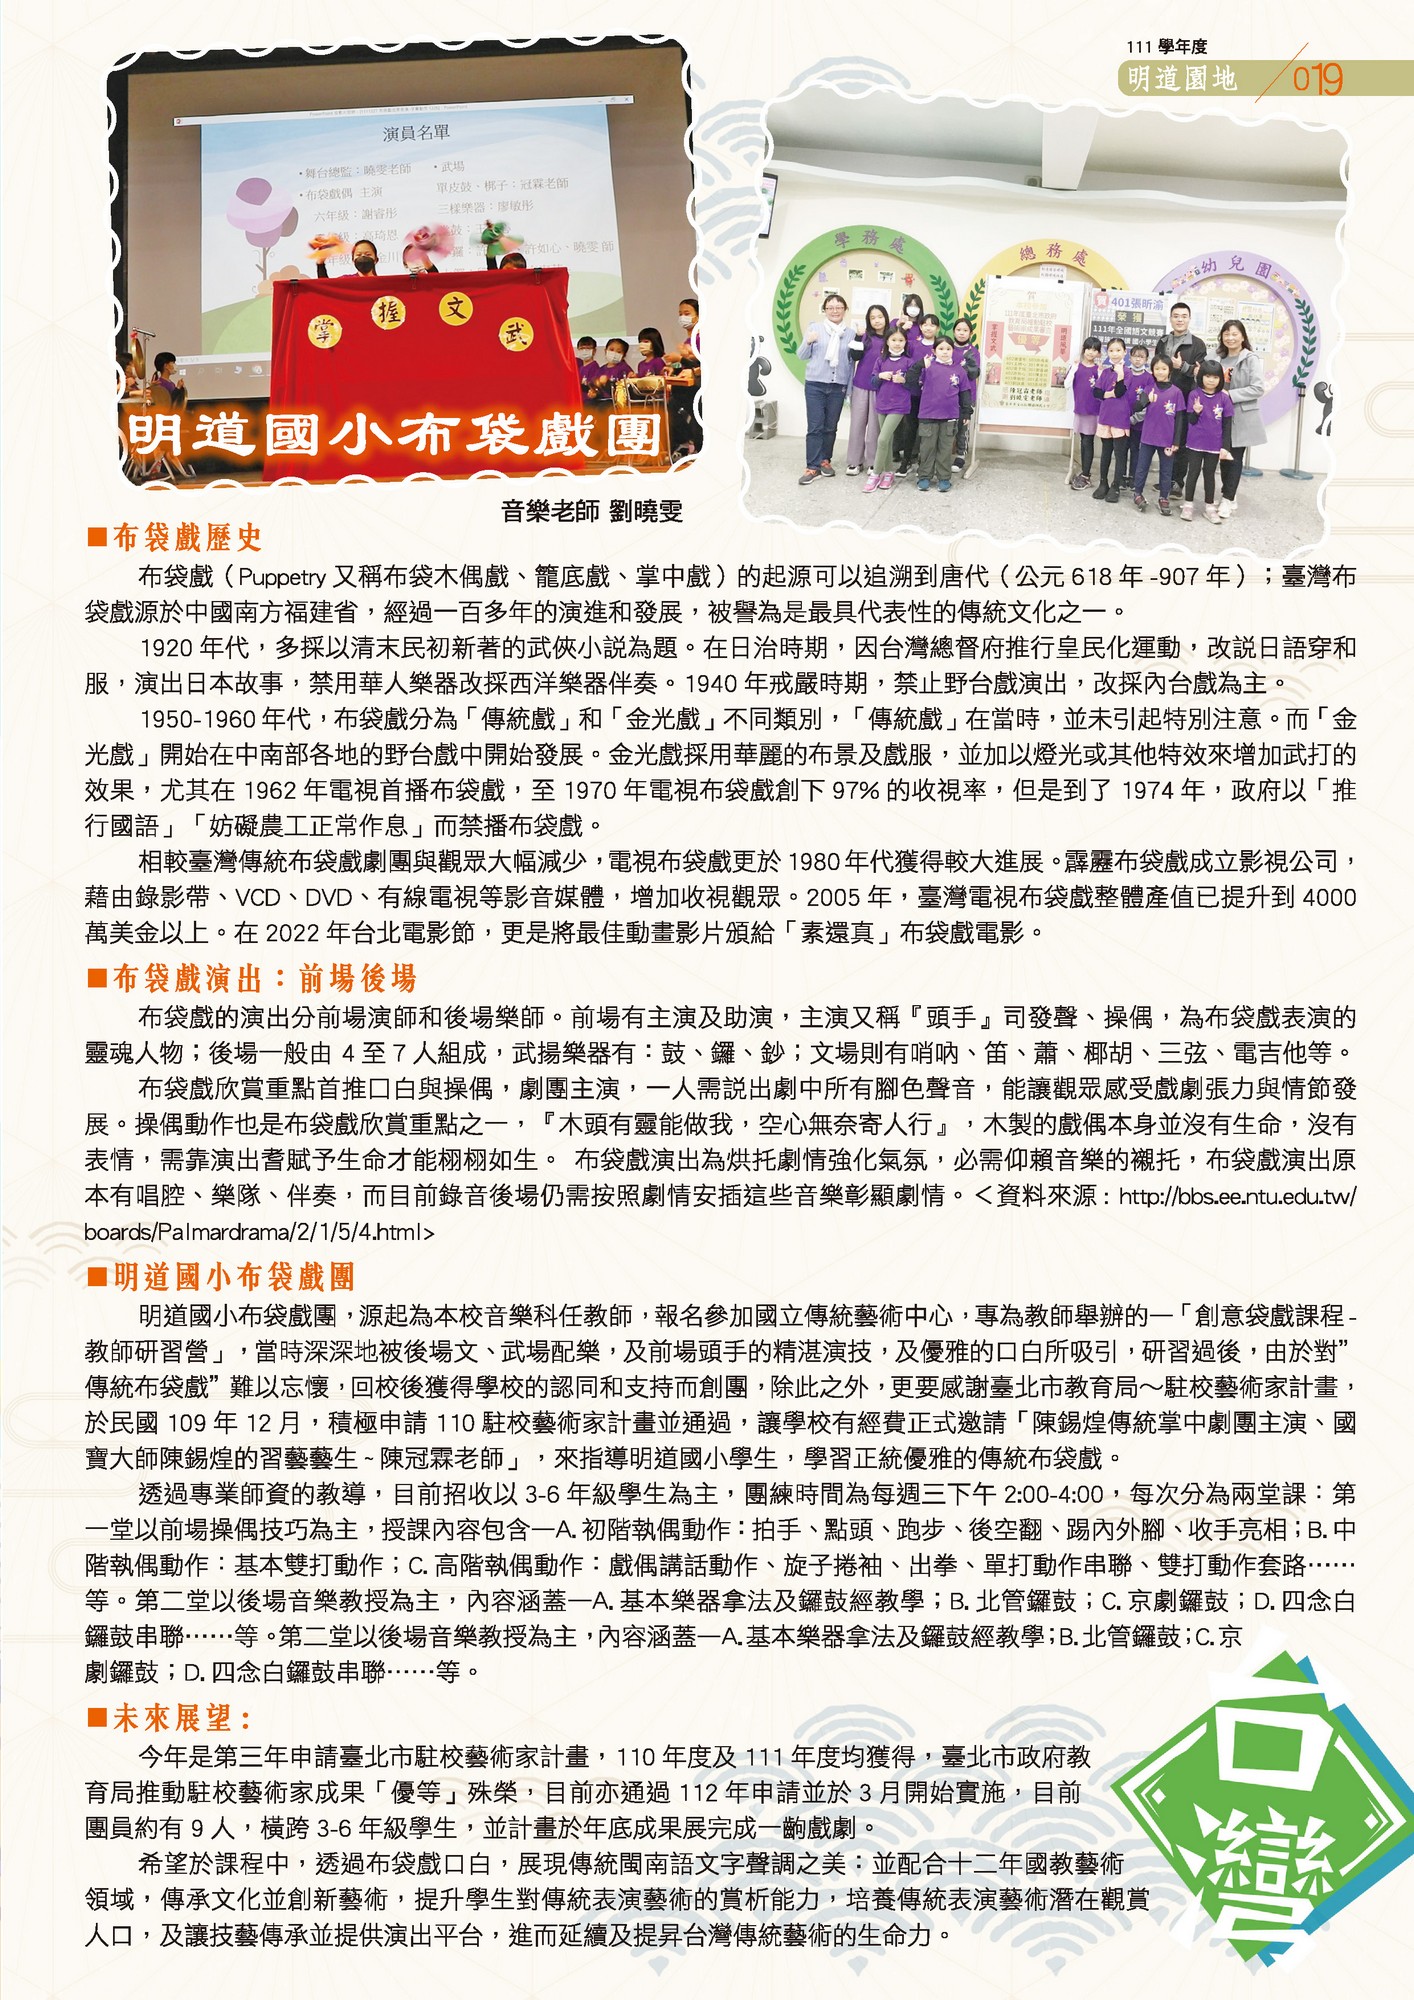 111 學年度
明道園地
019
演員名單
•舞台總監：曉雯老師
•布袋戲偶 主演
六年級：謝睿彤
•武場
單皮鼓、梆子：冠霖老師
三樣樂器：廖敏彤
掌握文武
明道國小布袋戲團
學務處
總務處
幼兒園
賀 401張昕渝
榮獲
111年全國語文競賽
音樂老師 劉曉雯
■布袋戲歷史
布袋戲（Puppetry 又稱布袋木偶戲、籠底戲、掌中戲）的起源可以追溯到唐代（公元 618 年 -907 年）；臺灣布
袋戲源於中國南方福建省，經過一百多年的演進和發展，被譽為是最具代表性的傳統文化之一。
1920 年代，多採以清末民初新著的武俠小說為題。在日治時期，因台灣總督府推行皇民化運動，改說日語穿和
服，演出日本故事，禁用華人樂器改採西洋樂器伴奏。1940 年戒嚴時期，禁止野台戲演出，改採內台戲為主。
1950-1960 年代，布袋戲分為「傳統戲」和「金光戲」不同類別，「傳統戲」在當時，並未引起特別注意。而「金
光戲」開始在中南部各地的野台戲中開始發展。金光戲採用華麗的布景及戲服，並加以燈光或其他特效來增加武打的
效果，尤其在 1962 年電視首播布袋戲，至 1970 年電視布袋戲創下 97% 的收視率，但是到了 1974 年，政府以「推
行國語」「妨礙農工正常作息」而禁播布袋戲。
相較臺灣傳統布袋戲劇團與觀眾大幅減少，電視布袋戲更於 1980 年代獲得較大進展。霹靂布袋戲成立影視公司，
藉由錄影帶、VCD、DVD、有線電視等影音媒體，增加收視觀眾。2005 年，臺灣電視布袋戲整體產值已提升到 4000
萬美金以上。在 2022 年台北電影節，更是將最佳動畫影片頒給「素還真」布袋戲電影。
■布袋戲演出：前場後場
布袋戲的演出分前場演師和後場樂師。前場有主演及助演，主演又稱『頭手』司發聲、操偶，為布袋戲表演的
靈魂人物；後場一般由 4 至 7 人組成，武揚樂器有：鼓、鑼、鈔；文場則有哨吶、笛、蕭、椰胡、三弦、電吉他等。
布袋戲欣賞重點首推口白與操偶，劇團主演，一人需說出劇中所有腳色聲音，能讓觀眾感受戲劇張力與情節發
展。操偶動作也是布袋戲欣賞重點之一，『木頭有靈能做我，空心無奈寄人行』，木製的戲偶本身並沒有生命，沒有
表情，需靠演出耆賦予生命才能栩栩如生。 布袋戲演出為烘托劇情強化氣氛，必需仰賴音樂的襯托，布袋戲演出原
本有唱腔、樂隊、伴奏，而目前錄音後場仍需按照劇情安插這些音樂彰顯劇情。＜資料來源 : http://bbs.ee.ntu.edu.tw/
boards/Palmardrama/2/1/5/4.html>
■明道國小布袋戲團
明道國小布袋戲團，源起為本校音樂科任教師，報名參加國立傳統藝術中心，專為教師舉辦的—「創意袋戲課程 -
教師研習營」，當時深深地被後場文、武場配樂，及前場頭手的精湛演技，及優雅的口白所吸引，研習過後，由於對”
傳統布袋戲”難以忘懷，回校後獲得學校的認同和支持而創團，除此之外，更要感謝臺北市教育局～駐校藝術家計畫，
於民國 109 年 12 月，積極申請 110 駐校藝術家計畫並通過，讓學校有經費正式邀請「陳錫煌傳統掌中劇團主演、國
寶大師陳錫煌的習藝藝生 ~ 陳冠霖老師」，來指導明道國小學生，學習正統優雅的傳統布袋戲。
透過專業師資的教導，目前招收以 3-6 年級學生為主，團練時間為每週三下午 2:00-4:00，每次分為兩堂課：第
一堂以前場操偶技巧為主，授課內容包含—A. 初階執偶動作：拍手、點頭、跑步、後空翻、踢內外腳、收手亮相；B. 中
階執偶動作：基本雙打動作；C. 高階執偶動作：戲偶講話動作、旋子捲袖、出拳、單打動作串聯、雙打動作套路……
等。第二堂以後場音樂教授為主，內容涵蓋—A. 基本樂器拿法及鑼鼓經教學；B. 北管鑼鼓；C. 京劇鑼鼓；D. 四念白
鑼鼓串聯……等。第二堂以後場音樂教授為主，內容涵蓋—A. 基本樂器拿法及鑼鼓經教學；B. 北管鑼鼓；C. 京
劇鑼鼓；D. 四念白鑼鼓串聯……等。
■未來展望：
今年是第三年申請臺北市駐校藝術家計畫，110 年度及 111 年度均獲得，臺北市政府教
育局推動駐校藝術家成果「優等」殊榮，目前亦通過 112 年申請並於 3 月開始實施，目前
團員約有 9 人，橫跨 3-6 年級學生，並計畫於年底成果展完成一齣戲劇。
希望於課程中，透過布袋戲口白，展現傳統閩南語文字聲調之美；並配合十二年國教藝術
領域，傳承文化並創新藝術，提升學生對傳統表演藝術的賞析能力，培養傳統表演藝術潛在觀賞
人口，及讓技藝傳承並提供演出平台，進而延續及提昇台灣傳統藝術的生命力。
台灣